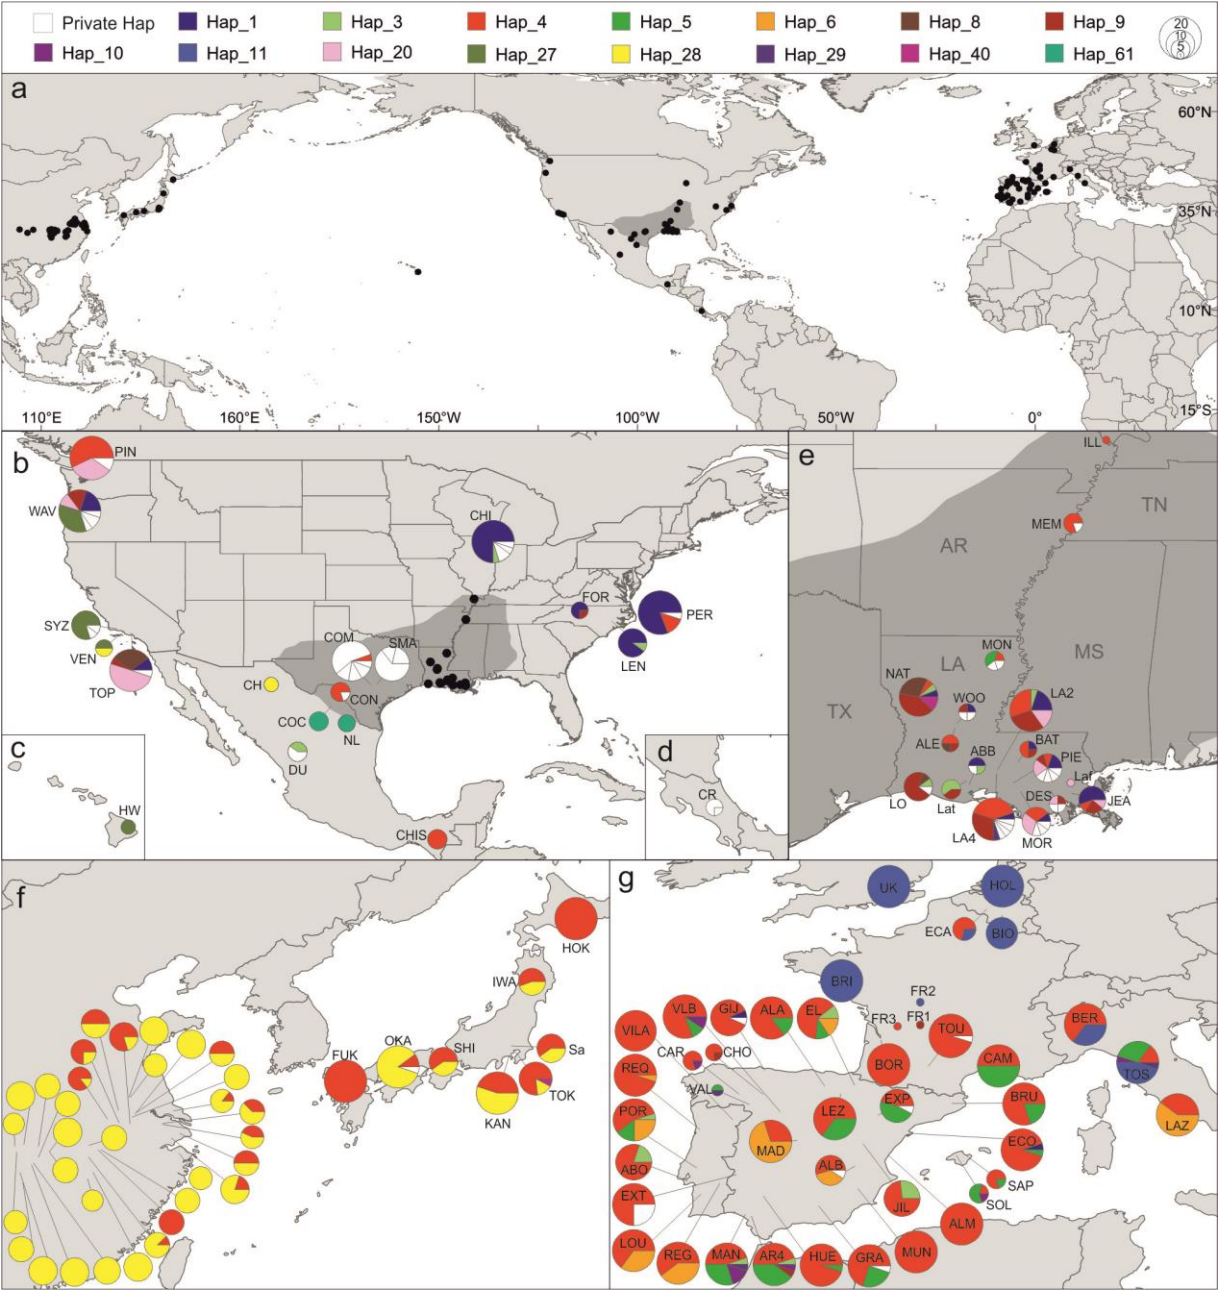 Private Hap Hap_1 Hap_3 Hap_4 Hap_5 Hap_6 Hap_8 Hap_9 20
10
5
Hap_10 Hap_11 Hap_20 Hap_27 Hap_28 Hap_29 Hap_40 Hap_61
a
60°N
35°N
10°N
15°S
110°E 160°E 150°W 100°W 50°W 0°
b
PIN
WAV
CHI
FOR
PER
LEN
SYZ
VEN
TOP
COM
SMA
CH
CON
COC
NL
DU
CHIS
c
HW
d
CR
e
ILL
TN
MEM
AR
MON
LA
MS
NAT
WOO
LA2
TX
ALE
ABB
BAT
PIE
Laf
LO
Lat
DES
JEA
LA4
MOR
f
HOK
IWA
OKA
SHI
Sa
FUK
TOK
KAN
g
UK
HOL
ECA
BIO
BRI
FR2
FR1
FR3
VLB
GIJ
ALA
EL
VILA
TOU
BER
CAR
CHO
BOR
CAM
TOS
REQ
VAL
EXP
BRU
POR
LEZ
LAZ
MAD
ECO
ABO
ALB
SAP
SOL
EXT
JIL
ALM
LOU
REG
MAN
AR4
HUE
GRA
MUN